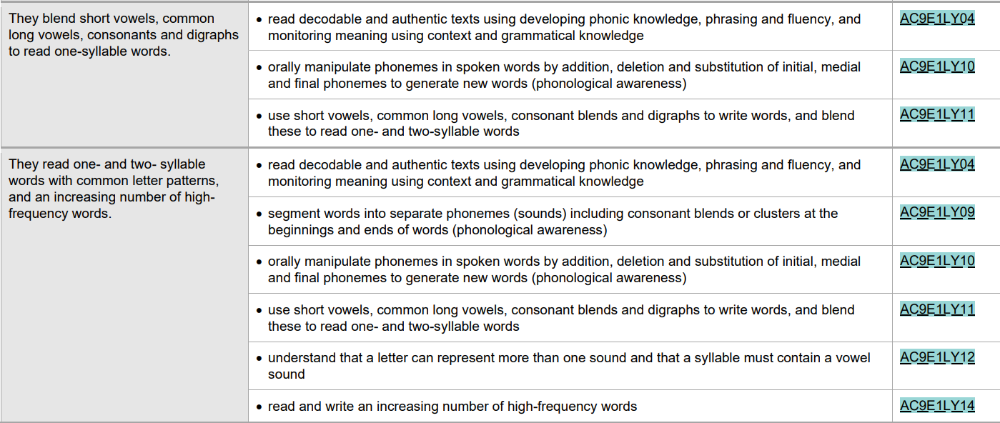 They blend short vowels, common
long vowels, consonants and digraphs
to read one-syllable words.
• read decodable and authentic texts using developing phonic knowledge, phrasing and fluency, and
monitoring meaning using context and grammatical knowledge
AC9E1LY04
• orally manipulate phonemes in spoken words by addition, deletion and substitution of initial, medial
and final phonemes to generate new words (phonological awareness)
AC9E1LY10
• use short vowels, common long vowels, consonant blends and digraphs to write words, and blend
these to read one- and two-syllable words
AC9E1LY11
They read one- and two- syllable
words with common letter patterns,
and an increasing number of high-
frequency words.
• read decodable and authentic texts using developing phonic knowledge, phrasing and fluency, and
monitoring meaning using context and grammatical knowledge
AC9E1LY04
• segment words into separate phonemes (sounds) including consonant blends or clusters at the
beginnings and ends of words (phonological awareness)
AC9E1LY09
• orally manipulate phonemes in spoken words by addition, deletion and substitution of initial, medial
and final phonemes to generate new words (phonological awareness)
AC9E1LY10
• use short vowels, common long vowels, consonant blends and digraphs to write words, and blend
these to read one- and two-syllable words
AC9E1LY11
• understand that a letter can represent more than one sound and that a syllable must contain a vowel
sound
AC9E1LY12
• read and write an increasing number of high-frequency words
AC9E1LY14